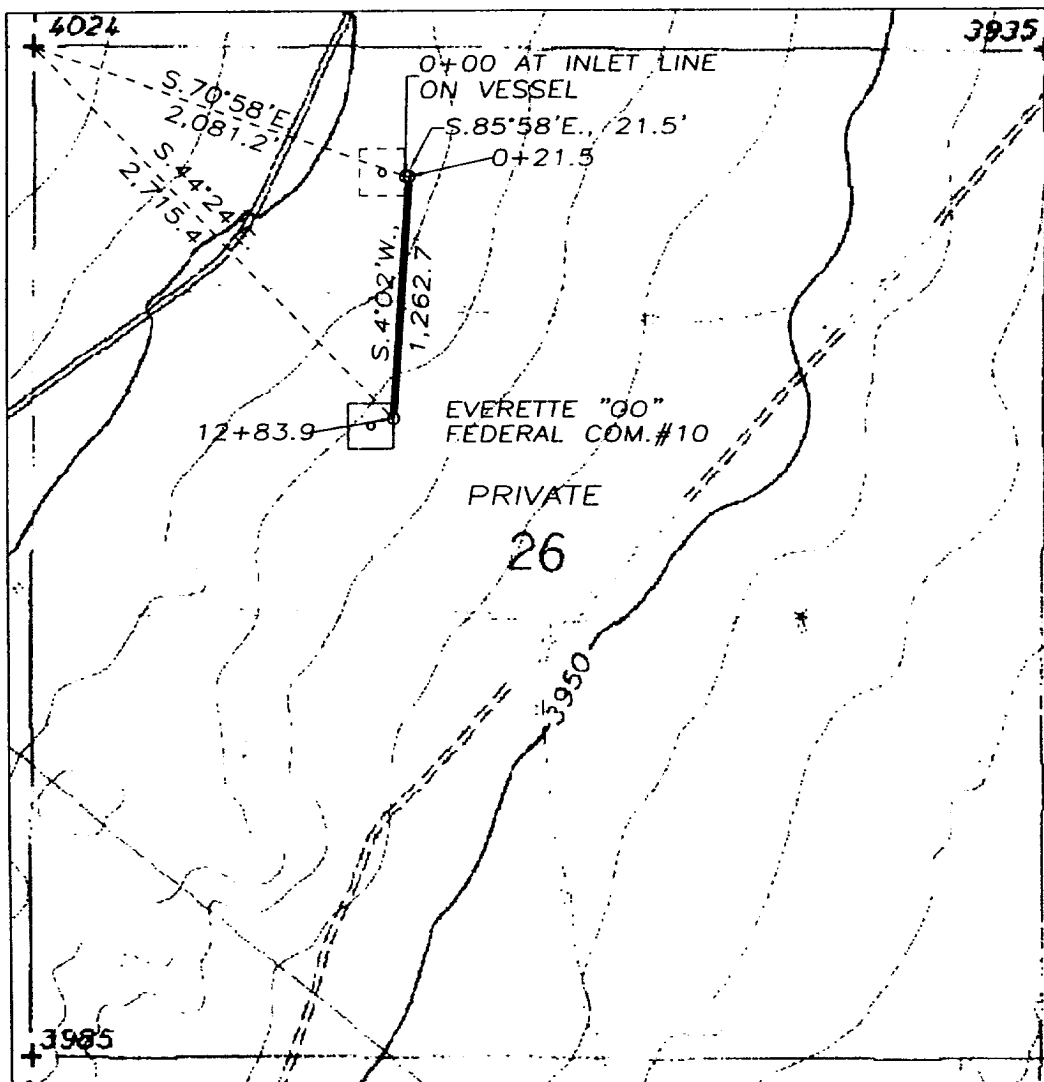 4024
3935
0+00 AT INLET LINE
ON VESSEL
S.70°58'E.
2,081.2'
S.85°58'E., 21.5'
0+21.5
S.44°24'
2,715.4
S.4°02'W.,
1,262.7
12+83.9
EVERETTE "OO"
FEDERAL COM.#10
PRIVATE
26
3950
3985